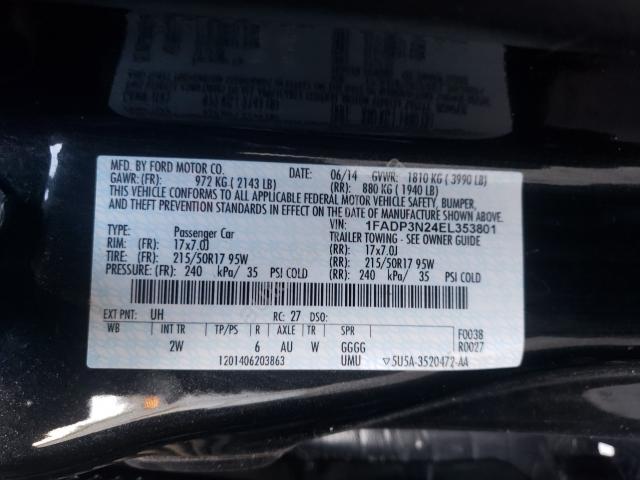 MFD. BY FORD MOTOR CO. DATE: 06/14 GVWR: 1810 KG ( 3990 LB)
GAWR: (FR): 972 KG ( 2143 LB) (RR): 880 KG ( 1940 LB)
THIS VEHICLE CONFORMS TO ALL APPLICABLE FEDERAL MOTOR VEHICLE SAFETY, BUMPER,
AND THEFT PREVENTION STANDARDS IN EFFECT ON THE DATE OF MANUFACTURE SHOWN ABOVE.
VIN: 1FADP3N24EL353801
TYPE: Passenger Car TRAILER TOWING - SEE OWNER GUIDE
RIM: (FR): 17x7.0J (RR): 17x7.0J
TIRE: (FR): 215/50R17 95W (RR): 215/50R17 95W
PRESSURE: (FR): 240 kPa/ 35 PSI COLD (RR): 240 kPa/ 35 PSI COLD
EXT PNT: UH RC: 27 DSO: F0038
WB INT TR TP/PS R AXLE TR SPR R0027
2W 6 AU W GGGG
1201406203863 UMU ▽5U5A-3520472-AA